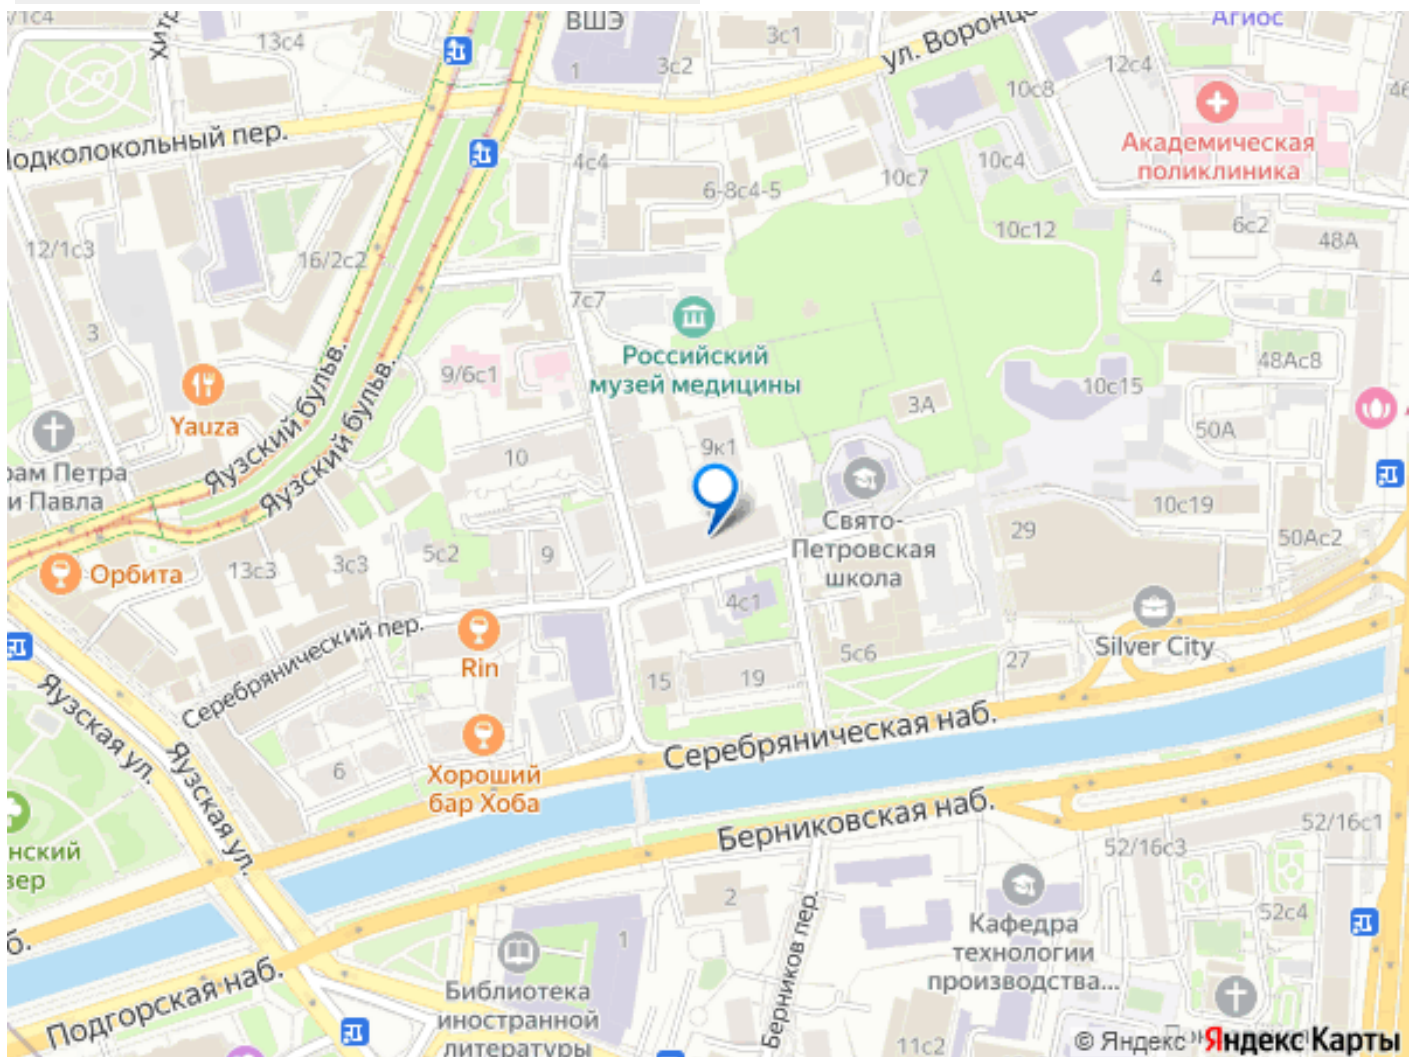 ВШЭ
Агиос
/1с4
Хитр
13с4
3с1
3с2
1
ул. Воронцо
12с4
10с8
46
Академическая
поликлиника
Подколокольный пер.
4с4
10с4
10с7
6-8с4-5
10с12
6с2
48А
12/1с3
16/2с2
4
7с7
3
Российский
музей медицины
48Ас8
9/6с1
10с15
3А
Yauza
Яузский бульв.
Яузский бульв.
50А
рам Петра
и Павла
10
9к1
10с19
Свято-
Петровская
школа
29
50Ас2
5с2
9
3с3
13с3
Орбита
4с1
Серебрянический пер.
Rin
Silver City
5с6
27
15
19
Яузская ул.
Яузская ул.
Серебряническая наб.
6
Хороший
бар Хоба
Берниковская наб.
52/16с1
52/16с3
нский
вер
2
52с4
Кафедра
технологии
производства...
1
б.
Берников пер.
Подгорская наб.
Библиотека
иностранной
литературы
11с2
© Яндекс
Яндекс Карты